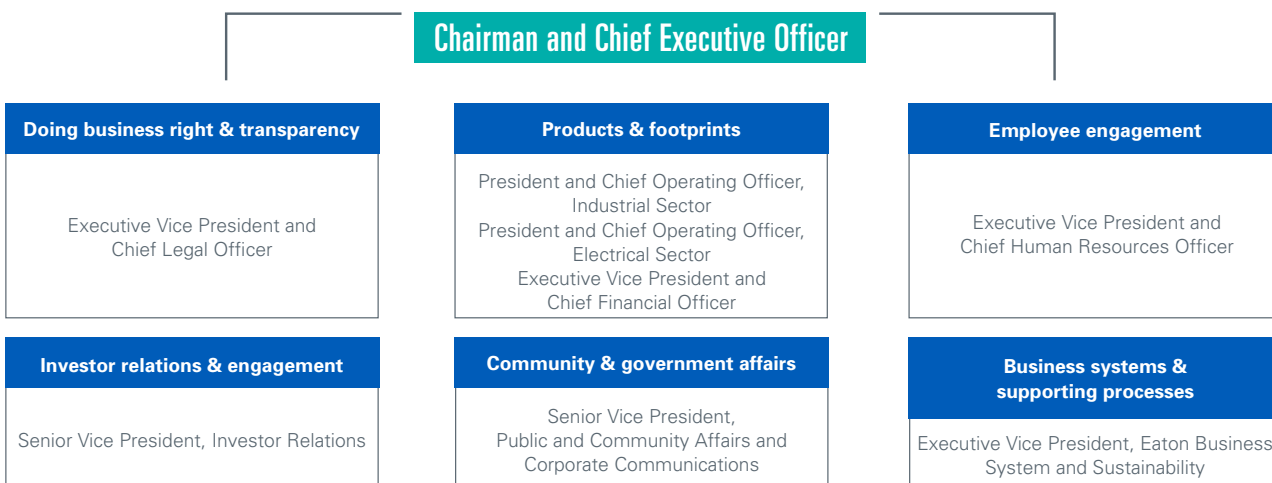 Chairman and Chief Executive Officer
Doing business right & transparency
Executive Vice President and
Chief Legal Officer
Products & footprints
President and Chief Operating Officer,
Industrial Sector
President and Chief Operating Officer,
Electrical Sector
Executive Vice President and
Chief Financial Officer
Employee engagement
Executive Vice President and
Chief Human Resources Officer
Investor relations & engagement
Senior Vice President, Investor Relations
Community & government affairs
Senior Vice President,
Public and Community Affairs and
Corporate Communications
Business systems &
supporting processes
Executive Vice President, Eaton Business
System and Sustainability